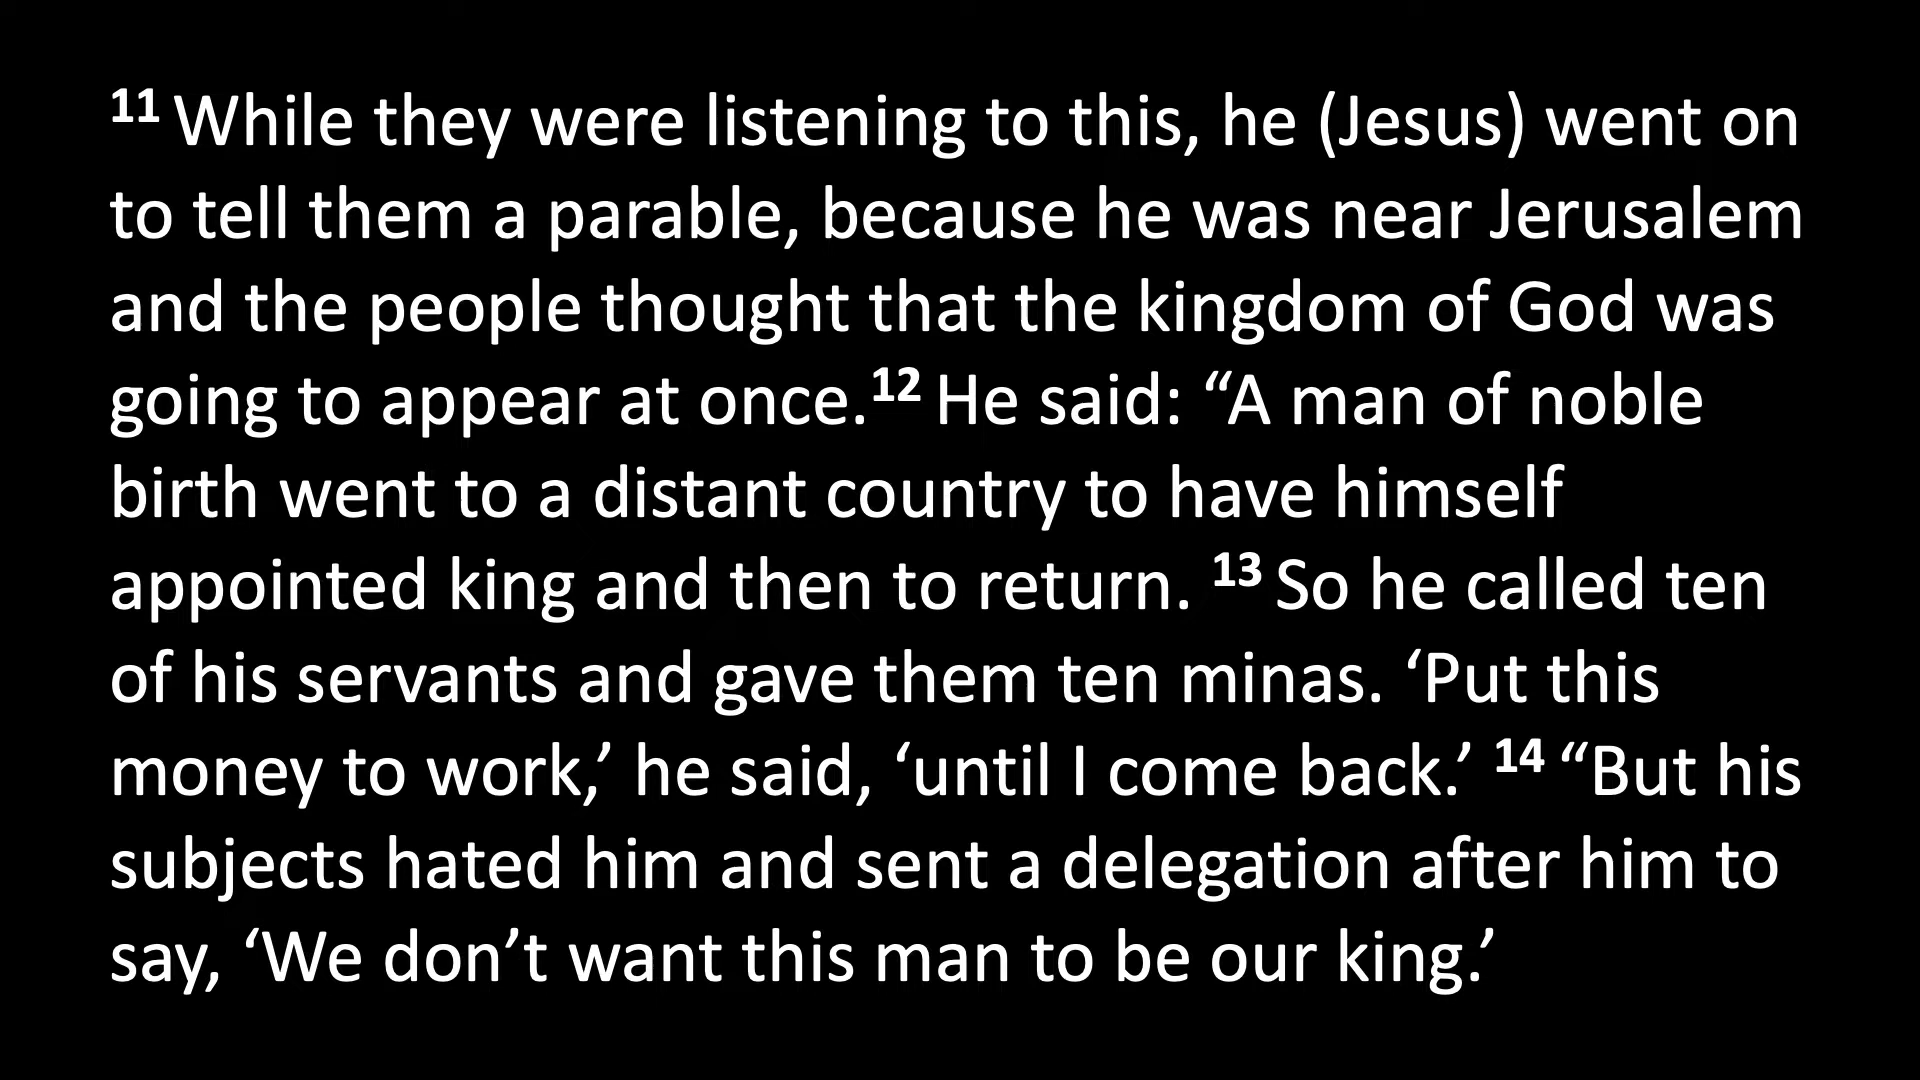 11 While they were listening to this, he (Jesus) went on
to tell them a parable, because he was near Jerusalem
and the people thought that the kingdom of God was
going to appear at once.12 He said: “A man of noble
birth went to a distant country to have himself
appointed king and then to return. 13 So he called ten
of his servants and gave them ten minas. ‘Put this
money to work,’ he said, ‘until I come back.’ 14 “But his
subjects hated him and sent a delegation after him to
say, ‘We don’t want this man to be our king.’